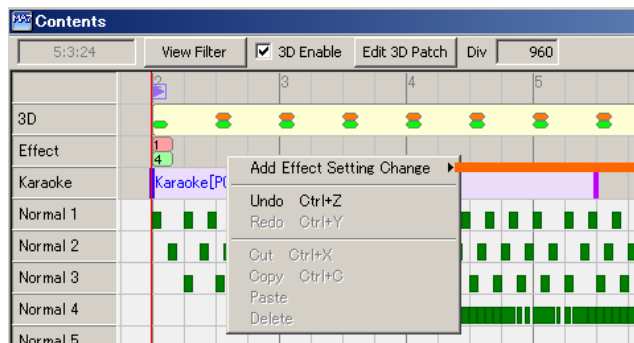 MA7 Contents
5:3:24 View Filter 3D Enable Edit 3D Patch Div 960
2 3 4 5
3D
Effect 1
4
Add Effect Setting Change
Karaoke Karaoke[P
Undo Ctrl+Z
Normal 1
Redo Ctrl+Y
Normal 2
Cut Ctrl+X
Normal 3
Copy Ctrl+C
Paste
Normal 4
Delete
Normal 5